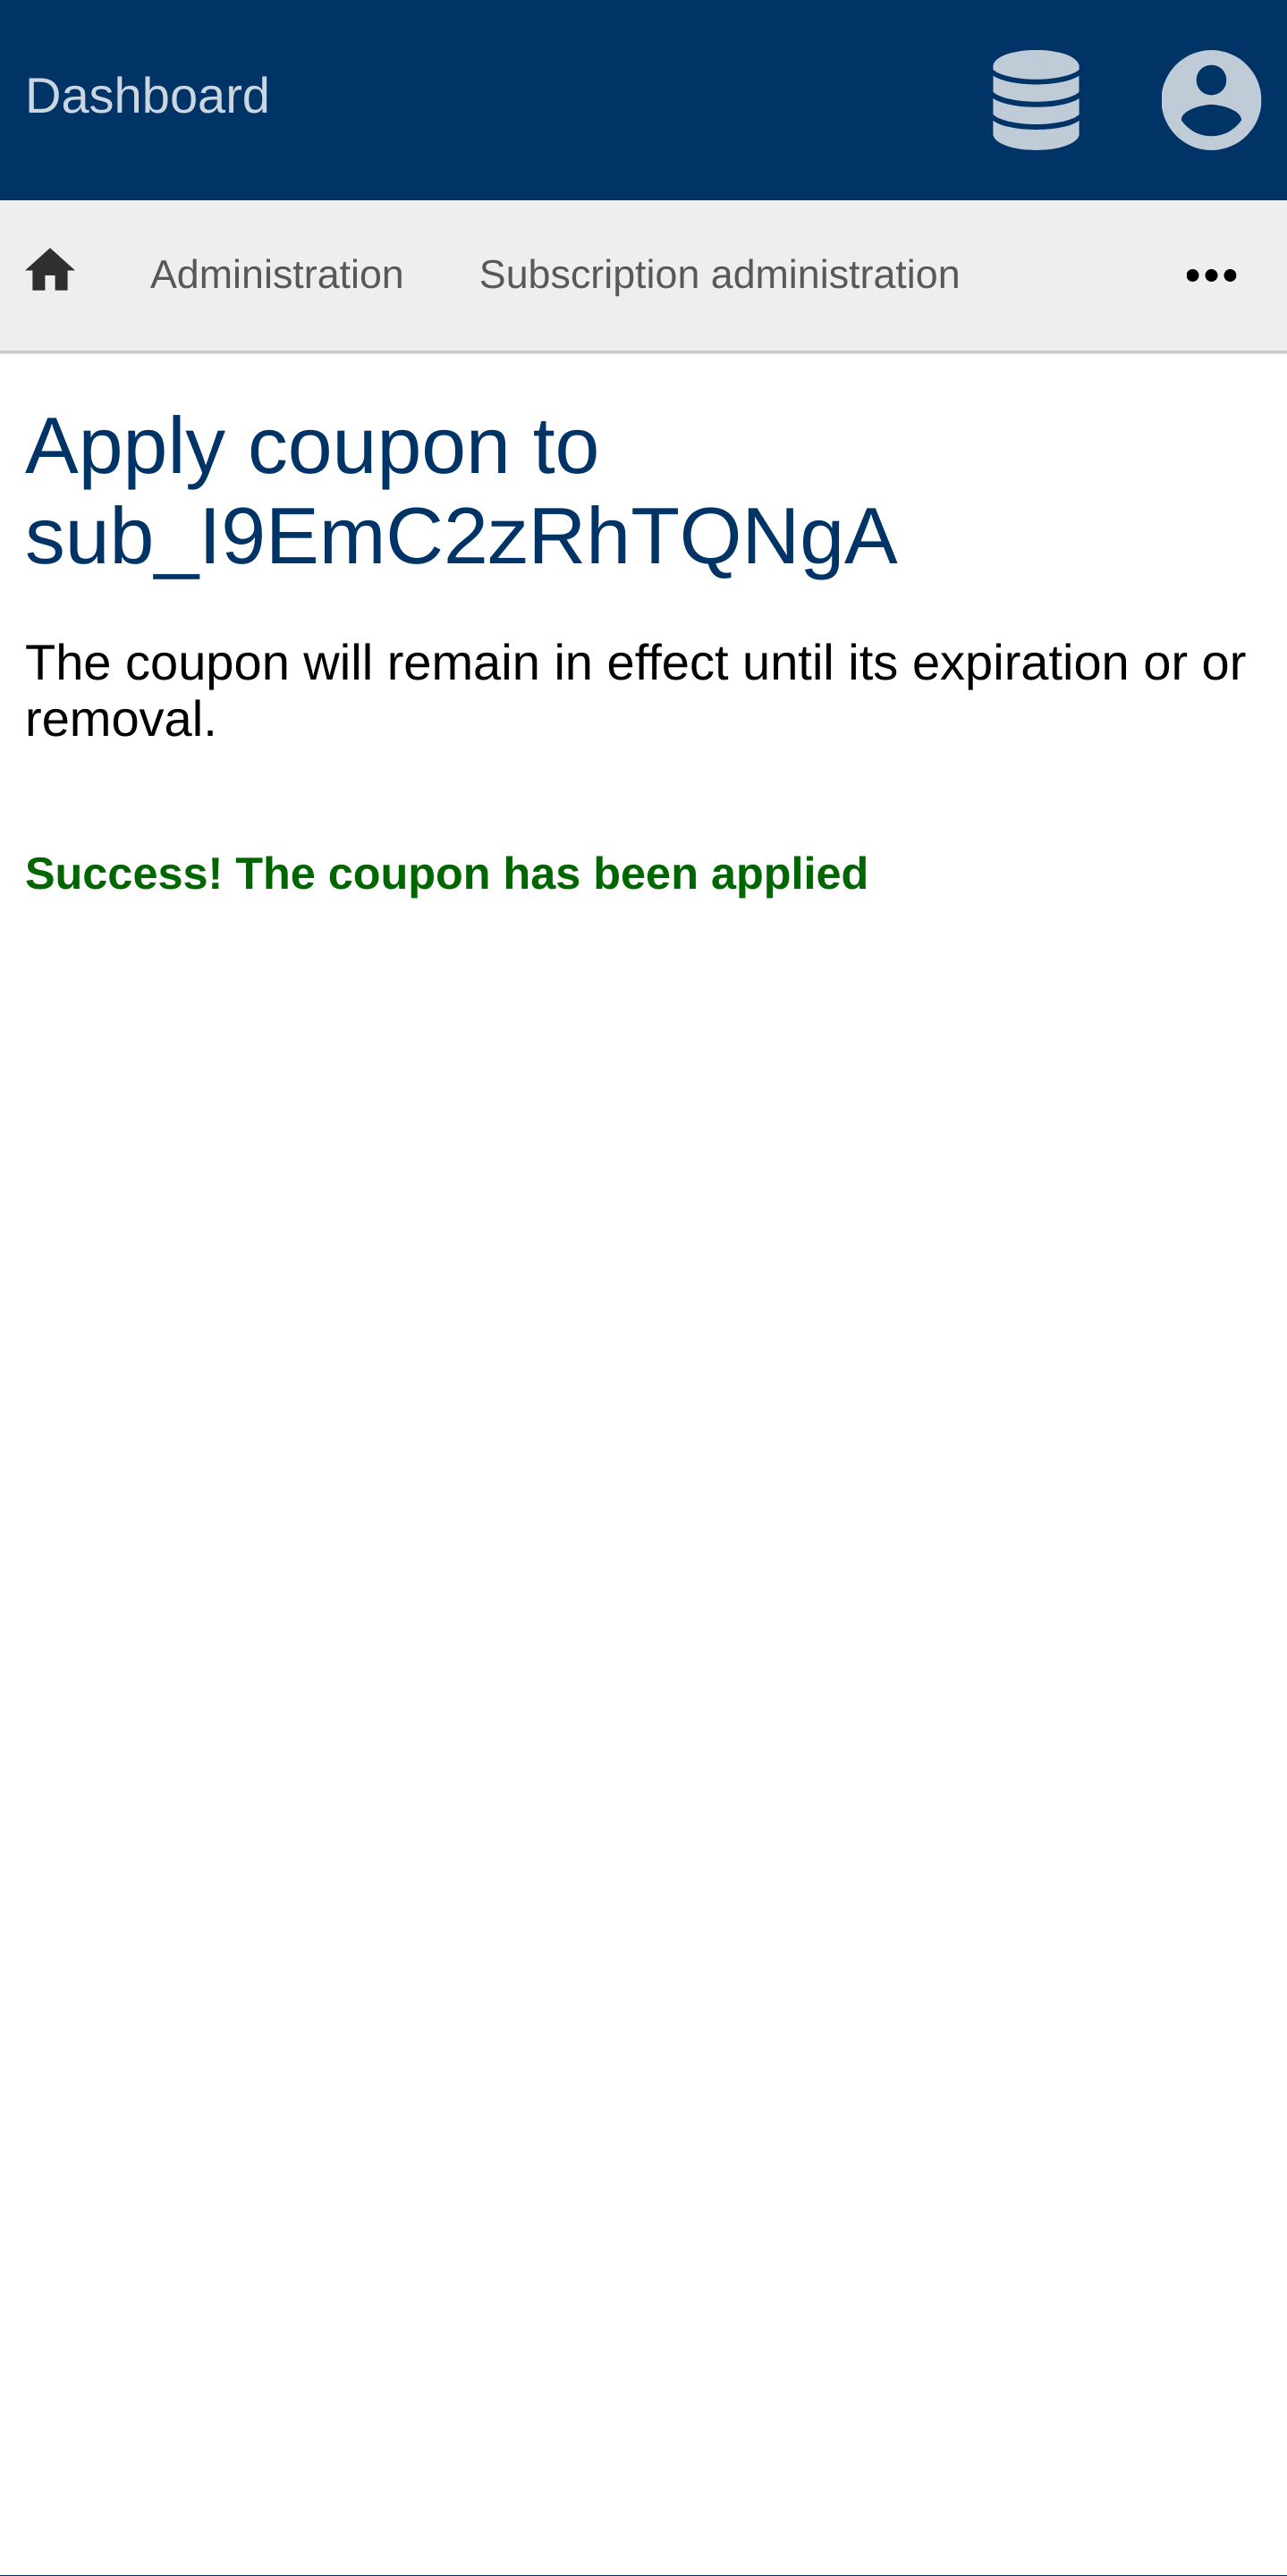 Dashboard
Administration Subscription administration
Apply coupon to
sub_I9EmC2zRhTQNgA
The coupon will remain in effect until its expiration or or
removal.
Success! The coupon has been applied